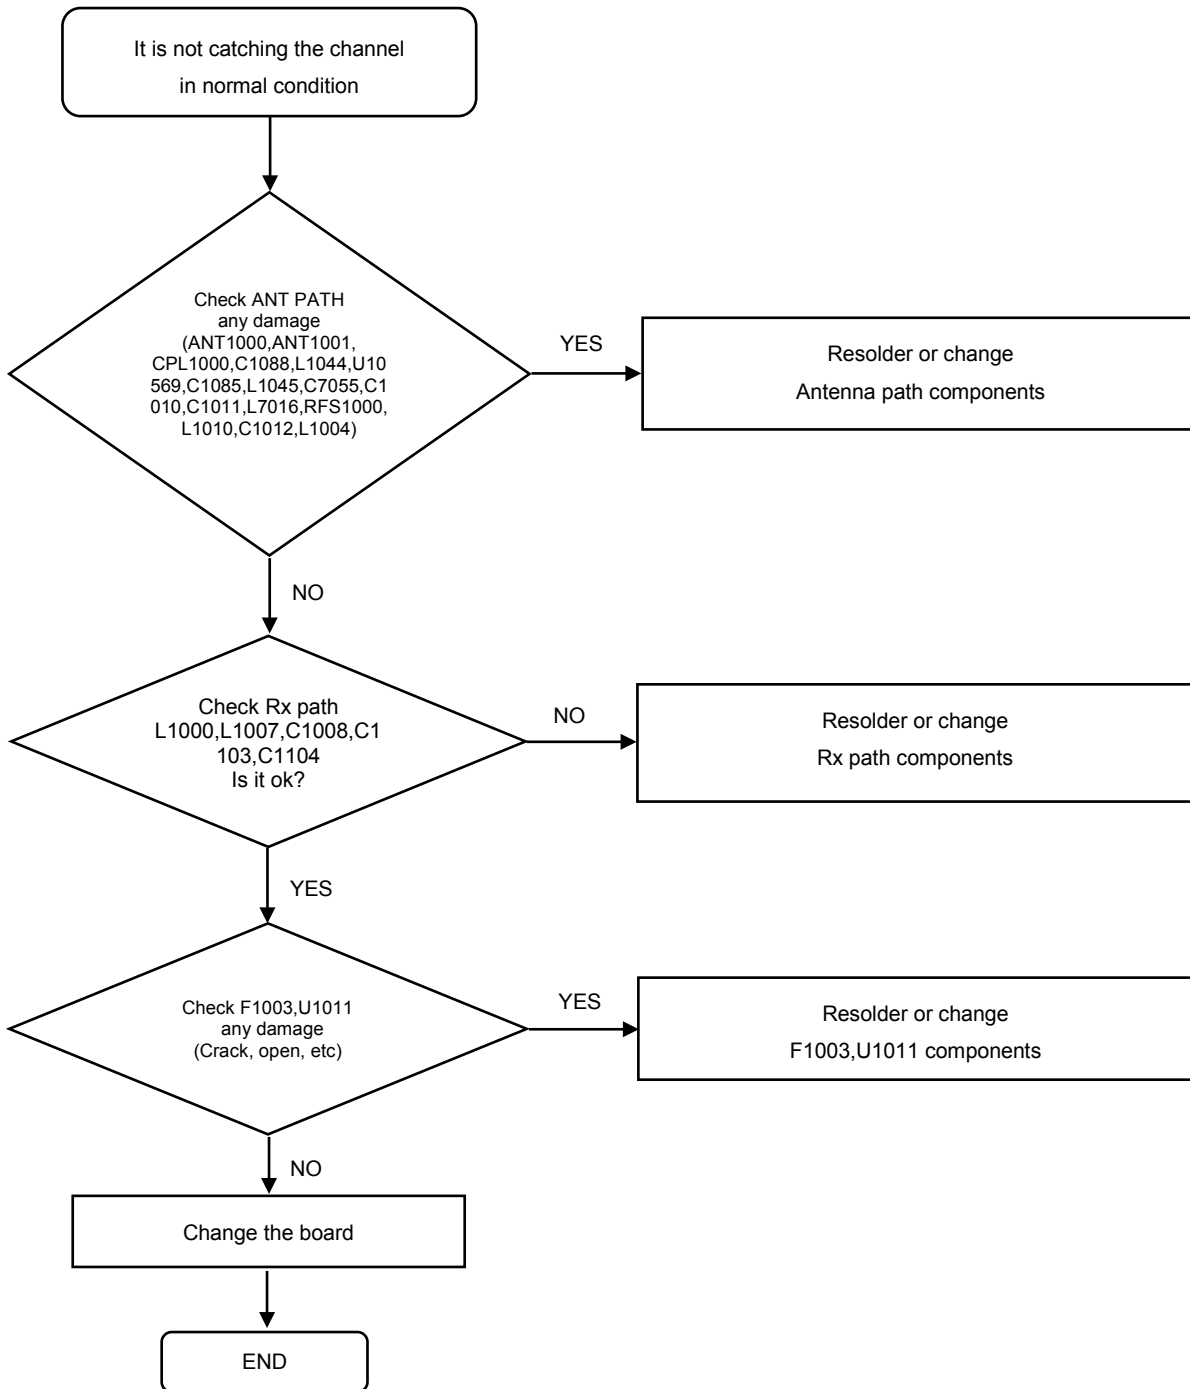 It is not catching the channel
in normal condition
Check ANT PATH
any damage
(ANT1000,ANT1001,
CPL1000,C1088,L1044,U10
569,C1085,L1045,C7055,C1
010,C1011,L7016,RFS1000,
L1010,C1012,L1004)
YES
Resolder or change
Antenna path components
NO
Check Rx path
L1000,L1007,C1008,C1
103,C1104
Is it ok?
NO
Resolder or change
Rx path components
YES
Check F1003,U1011
any damage
(Crack, open, etc)
YES
Resolder or change
F1003,U1011 components
NO
Change the board
END